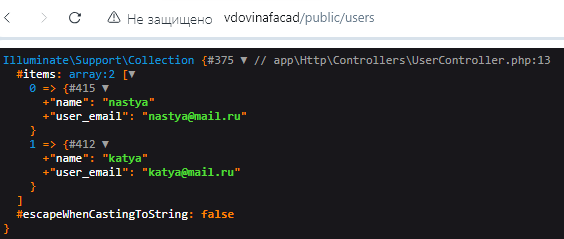 Не защищено vdovinafacad/public/users
Illuminate\Support\Collection {#375 ▼ // app\Http\Controllers\UserController.php:13
#items: array:2 [▼
0 => {#415 ▼
+"name": "nastya"
+"user_email": "nastya@mail.ru"
}
1 => {#412 ▼
+"name": "katya"
+"user_email": "katya@mail.ru"
}
]
#escapeWhenCastingToString: false
}